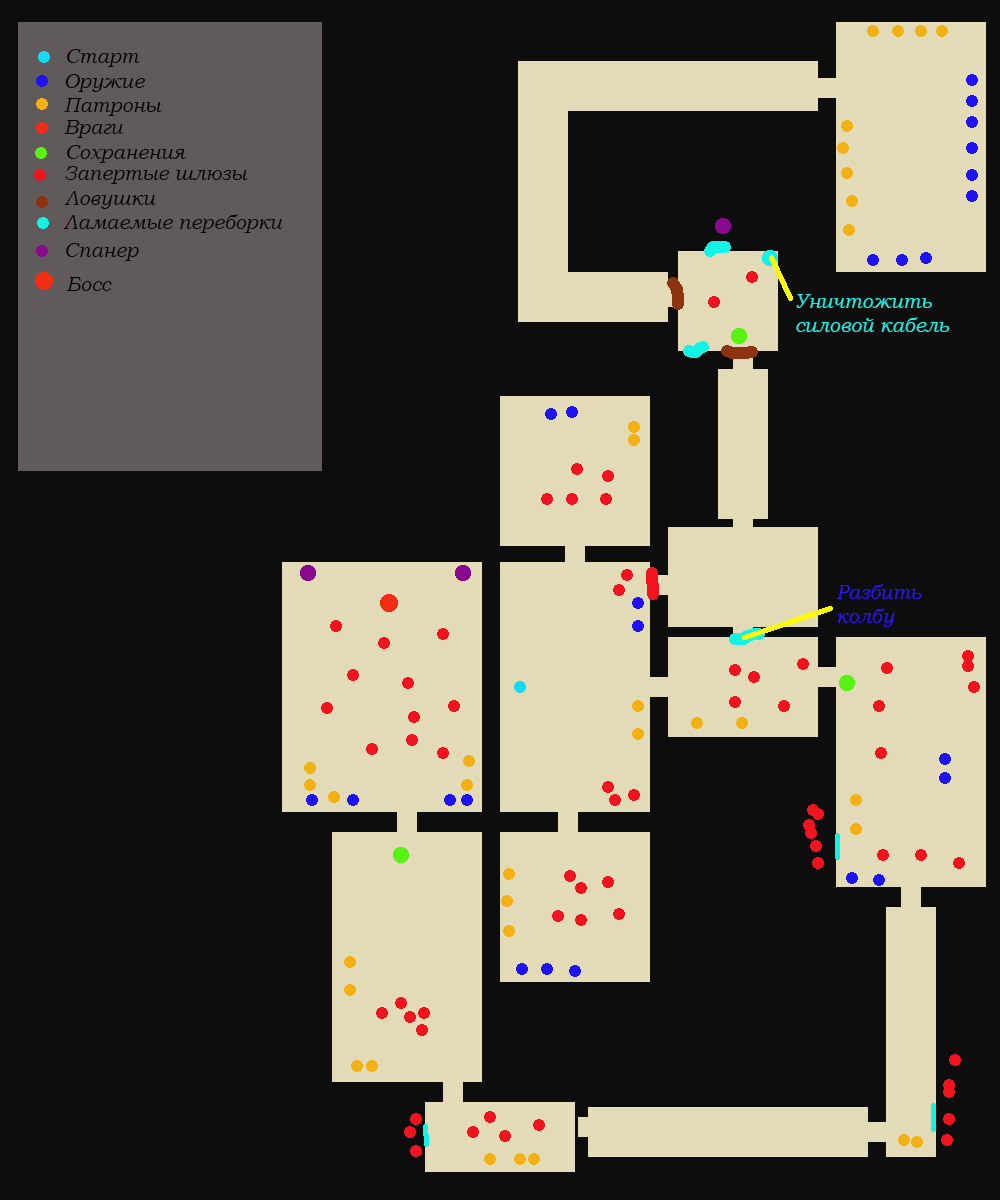 Старт
Оружие
Патроны
Враги
Сохранения
Запертые шлюзы
Ловушки
Ламаемые переборки
Спанер
Босс
Уничтожить
силовой кабель
Разбить
колбу